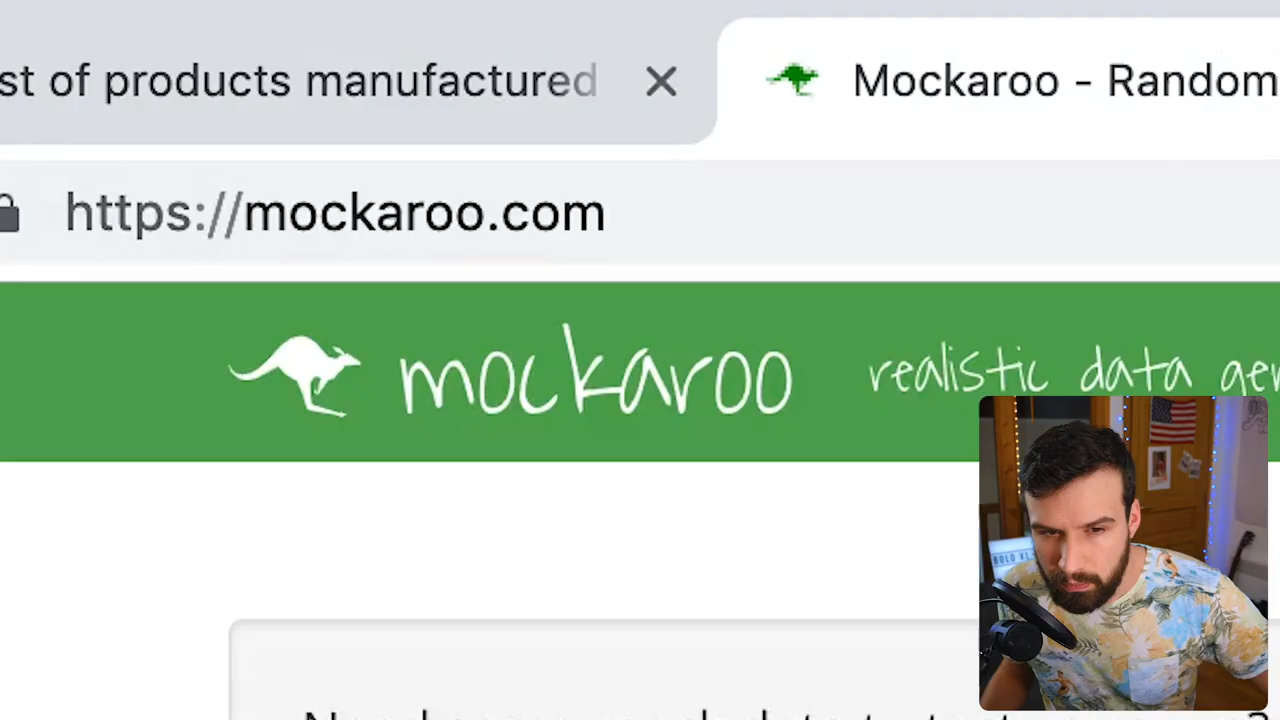 st of products manufactured
Mockaroo - Random
https://mockaroo.com
mockaroo
realistic data gen